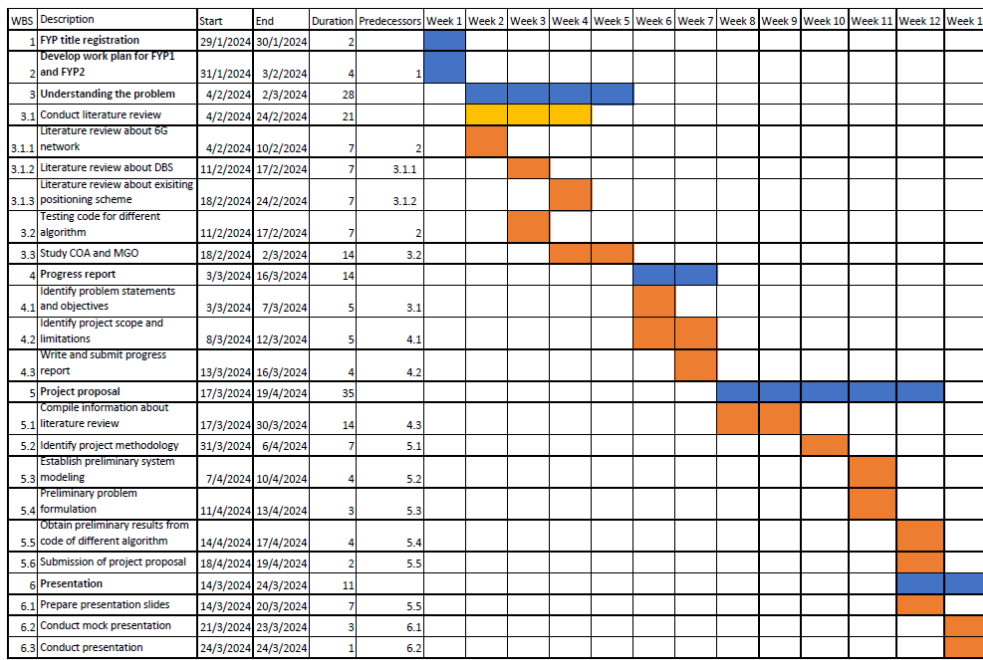 WBS Description Start End Duration Predecessors Week 1 Week 2 Week 3 Week 4 Week 5 Week 6 Week 7 Week 8 Week 9 Week 10 Week 11 Week 12 Week 1
1 FYP title registration 29/1/2024 30/1/2024 2
Develop work plan for FYP1
2 and FYP2 31/1/2024 3/2/2024 4 1
3 Understanding the problem 4/2/2024 2/3/2024 28
3.1 Conduct literature review 4/2/2024 24/2/2024 21
Literature review about 6G
3.1.1 network 4/2/2024 10/2/2024 7 2
3.1.2 Literature review about DBS 11/2/2024 17/2/2024 7 3.1.1
Literature review about exisiting
3.1.3 positioning scheme 18/2/2024 24/2/2024 7 3.1.2
Testing code for different
3.2 algorithm 11/2/2024 17/2/2024 7 2
3.3 Study COA and MGO 18/2/2024 2/3/2024 14 3.2
4 Progress report 3/3/2024 16/3/2024 14
Identify problem statements
4.1 and objectives 3/3/2024 7/3/2024 5 3.1
Identify project scope and
4.2 limitations 8/3/2024 12/3/2024 5 4.1
Write and submit progress
4.3 report 13/3/2024 16/3/2024 4 4.2
5 Project proposal 17/3/2024 19/4/2024 35
Compile information about
5.1 literature review 17/3/2024 30/3/2024 14 4.3
5.2 Identify project methodology 31/3/2024 6/4/2024 7 5.1
Establish preliminary system
5.3 modeling 7/4/2024 10/4/2024 4 5.2
Preliminary problem
5.4 formulation 11/4/2024 13/4/2024 3 5.3
Obtain preliminary results from
5.5 code of different algorithm 14/4/2024 17/4/2024 4 5.4
5.6 Submission of project proposal 18/4/2024 19/4/2024 2 5.5
6 Presentation 14/3/2024 24/3/2024 11
6.1 Prepare presentation slides 14/3/2024 20/3/2024 7 5.5
6.2 Conduct mock presentation 21/3/2024 23/3/2024 3 6.1
6.3 Conduct presentation 24/3/2024 24/3/2024 1 6.2